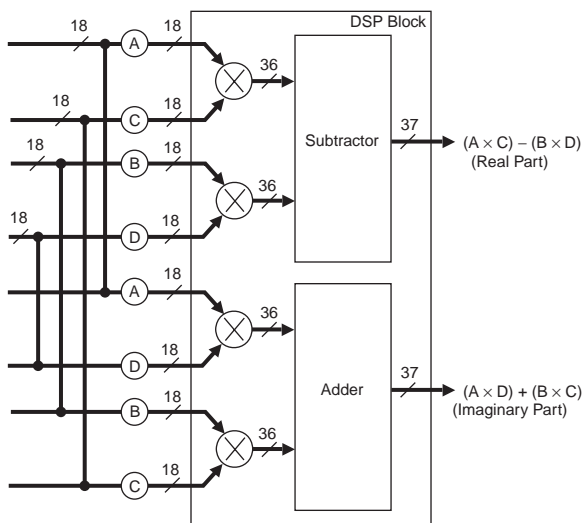 DSP Block
18
A
18
36
18
C
18
Subtractor
37
(A × C) – (B × D)
(Real Part)
18
B
18
36
18
D
18
A
18
36
D
18
Adder
37
(A × D) + (B × C)
(Imaginary Part)
B
18
36
C
18